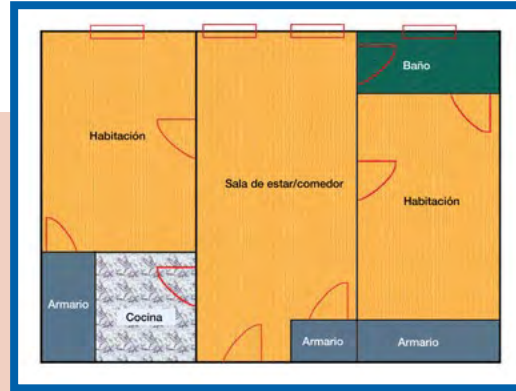 Baño
Habitación
Sala de estar/comedor
Habitación
Armario
Cocina
Armario
Armario